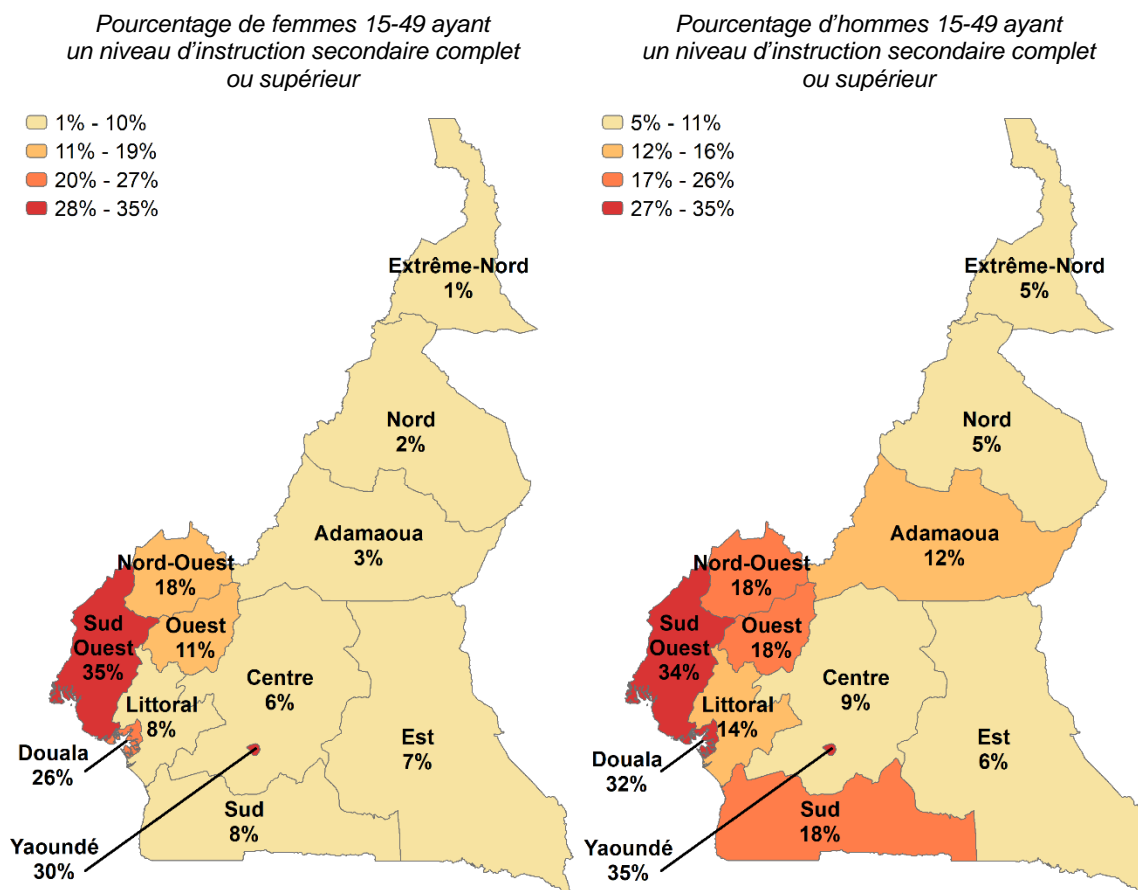 Pourcentage de femmes 15-49 ayant
un niveau d’instruction secondaire complet
ou supérieur
1% - 10%
11% - 19%
20% - 27%
28% - 35%
Extrême-Nord
1%
Nord
2%
Adamaoua
3%
Nord-Ouest
18%
Ouest
11%
Sud
Ouest
35%
Centre
6%
Littoral
8%
Est
7%
Douala
26%
Sud
8%
Yaoundé
30%
Pourcentage d’hommes 15-49 ayant
un niveau d’instruction secondaire complet
ou supérieur
5% - 11%
12% - 16%
17% - 26%
27% - 35%
Extrême-Nord
5%
Nord
5%
Adamaoua
12%
Nord-Ouest
18%
Ouest
18%
Sud
Ouest
34%
Centre
9%
Littoral
14%
Est
6%
Douala
32%
Sud
18%
Yaoundé
35%